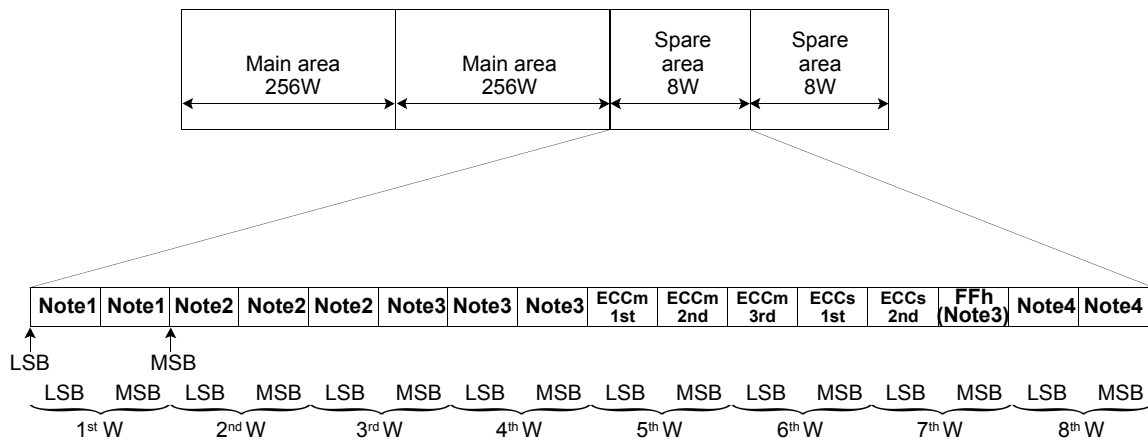 Main area
256W
Main area
256W
Spare
area
8W
Spare
area
8W
Note1 Note1 Note2 Note2 Note2 Note3 Note3 Note3 ECCm 1st ECCm 2nd ECCm 3rd ECCs 1st ECCs 2nd FFh (Note3) Note4 Note4
LSB MSB
LSB MSB LSB MSB LSB MSB LSB MSB LSB MSB LSB MSB LSB MSB LSB MSB
1st W 2nd W 3rd W 4th W 5th W 6th W 7th W 8th W